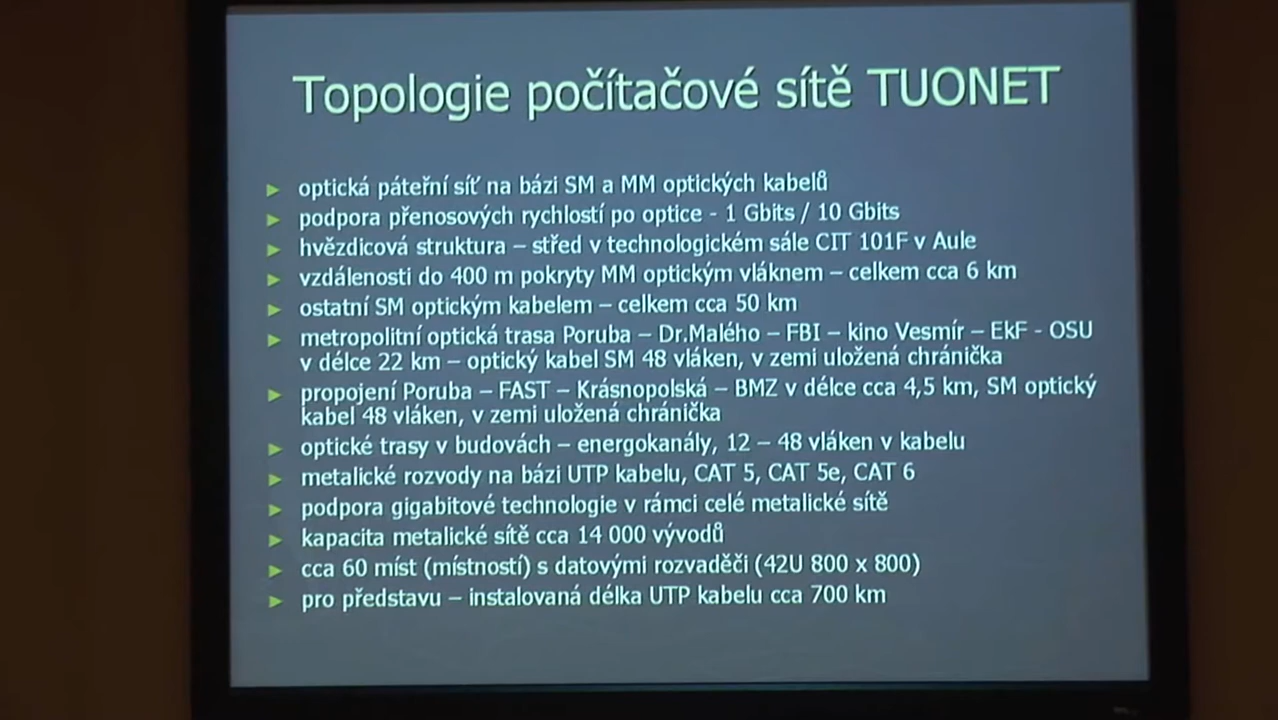 Topologie počítačové sítě TUONET
► optická páteřní síť na bázi SM a MM optických kabelů
► podpora přenosových rychlostí po optice - 1 Gbits / 10 Gbits
► hvězdicová struktura – střed v technologickém sále CIT 101F v Aule
► vzdálenosti do 400 m pokryty MM optickým vláknem – celkem cca 6 km
► ostatní SM optickým kabelem – celkem cca 50 km
► metropolitní optická trasa Poruba – Dr.Malého – FBI – kino Vesmír – EkF - OSU
v délce 22 km – optický kabel SM 48 vláken, v zemi uložená chránička
► propojení Poruba – FAST – Krásnopolská – BMZ v délce cca 4,5 km, SM optický
kabel 48 vláken, v zemi uložená chránička
► optické trasy v budovách – energokanály, 12 – 48 vláken v kabelu
► metalické rozvody na bázi UTP kabelu, CAT 5, CAT 5e, CAT 6
► podpora gigabitové technologie v rámci celé metalické sítě
► kapacita metalické sítě cca 14 000 vývodů
► cca 60 míst (místností) s datovými rozvaděči (42U 800 x 800)
► pro představu – instalovaná délka UTP kabelu cca 700 km